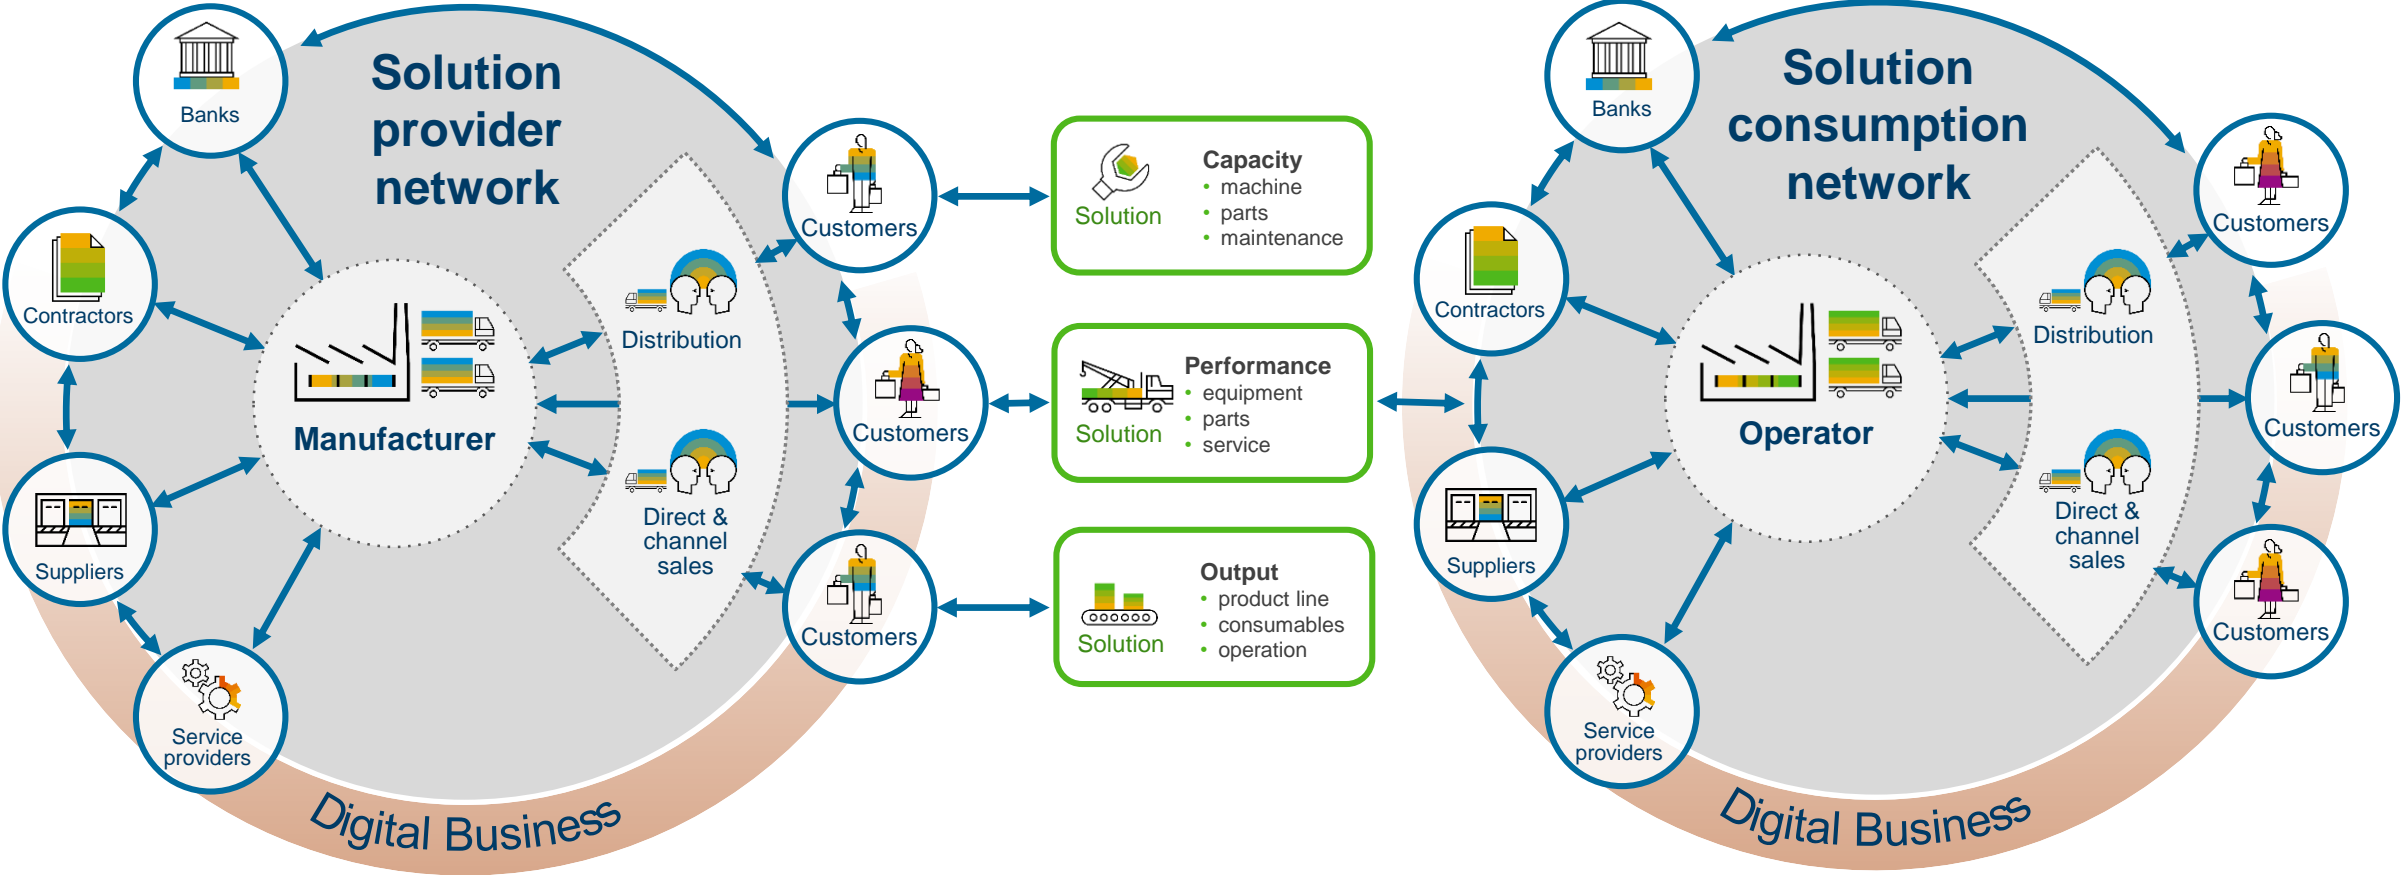 Solution
provider
network
Banks
Contractors
Suppliers
Service
providers
Manufacturer
Distribution
Direct &
channel
sales
Customers
Customers
Customers
Digital Business
Solution
Capacity
• machine
• parts
• maintenance
Solution
Performance
• equipment
• parts
• service
Solution
Output
• product line
• consumables
• operation
Solution
consumption
network
Banks
Contractors
Suppliers
Service
providers
Operator
Distribution
Direct &
channel
sales
Customers
Customers
Customers
Digital Business